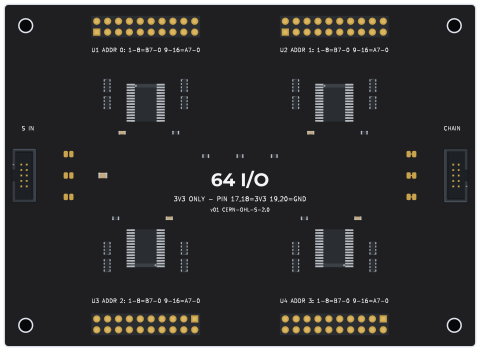 U1 ADDR 0: 1-8=B7-0 9-16=A7-0
U2 ADDR 1: 1-8=B7-0 9-16=A7-0
S IN
CHAIN
64 I/O
3V3 ONLY - PIN 17,18=3V3 19,20=GND
v01 CERN-OHL-S-2.0
U3 ADDR 2: 1-8=B7-0 9-16=A7-0
U4 ADDR 3: 1-8=B7-0 9-16=A7-0